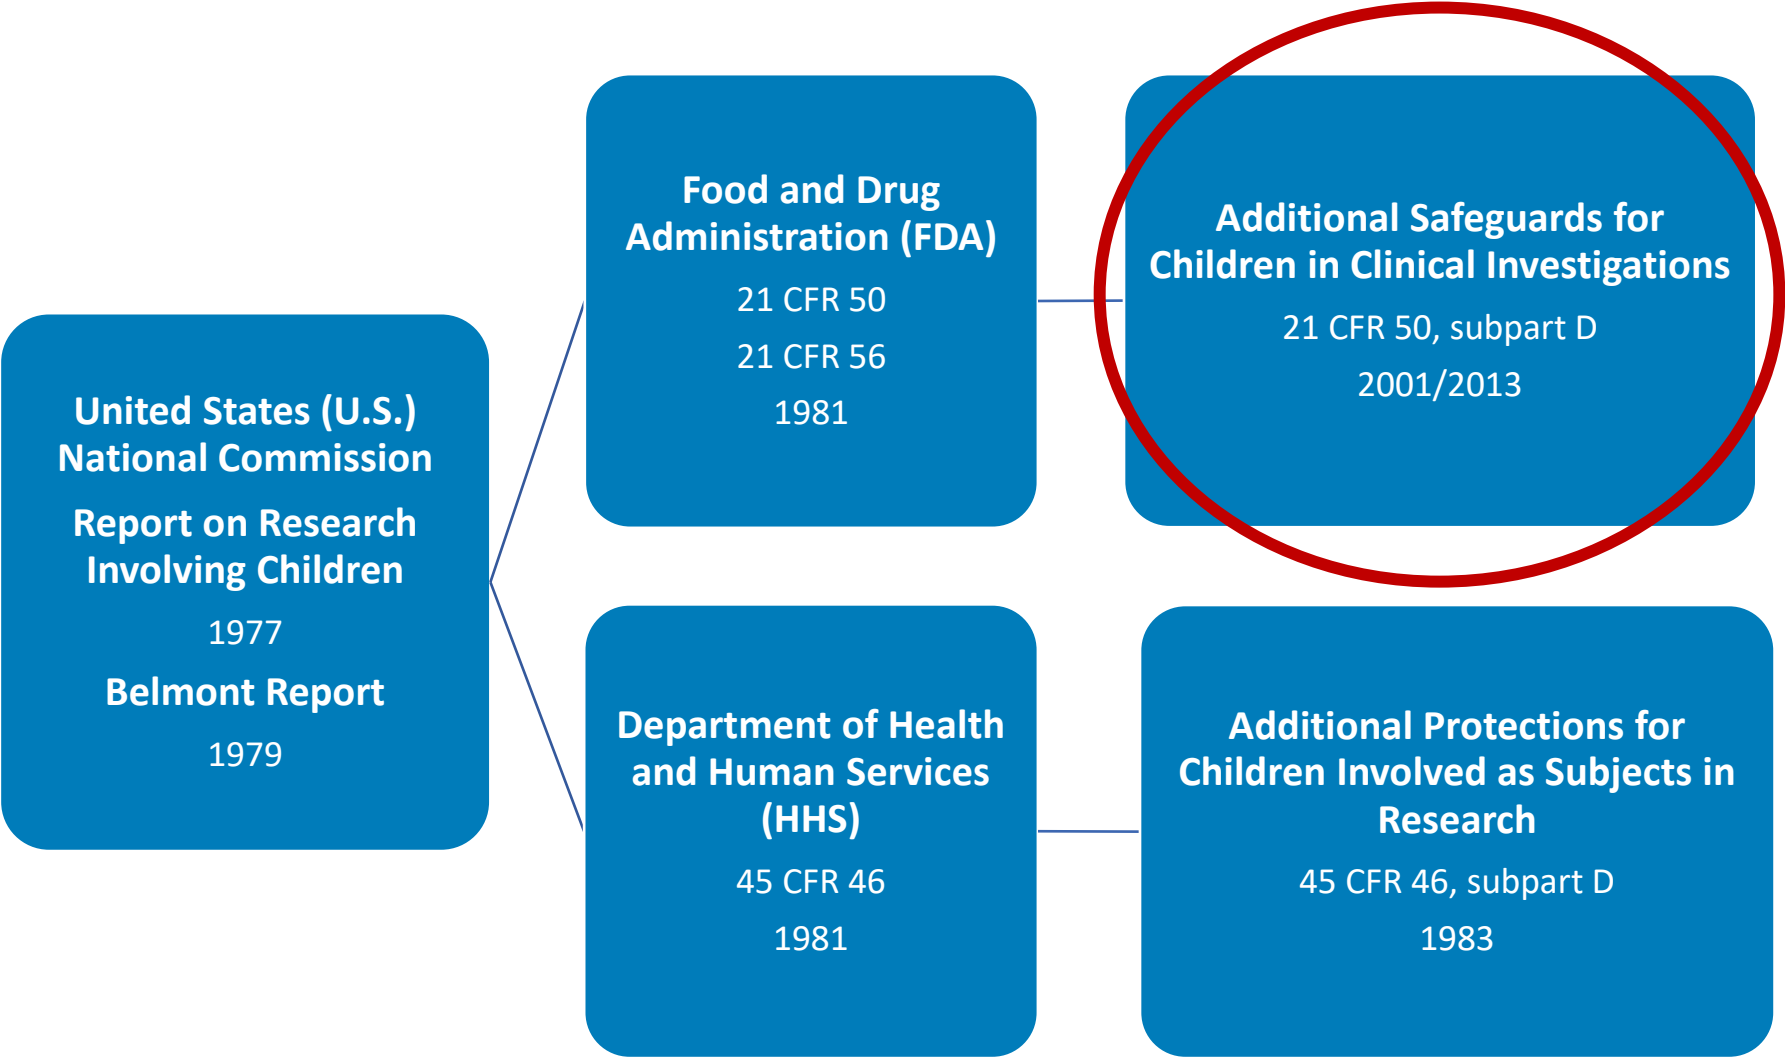 United States (U.S.)
National Commission
Report on Research
Involving Children
1977
Belmont Report
1979
Food and Drug
Administration (FDA)
21 CFR 50
21 CFR 56
1981
Additional Safeguards for
Children in Clinical Investigations
21 CFR 50, subpart D
2001/2013
Department of Health
and Human Services
(HHS)
45 CFR 46
1981
Additional Protections for
Children Involved as Subjects in
Research
45 CFR 46, subpart D
1983